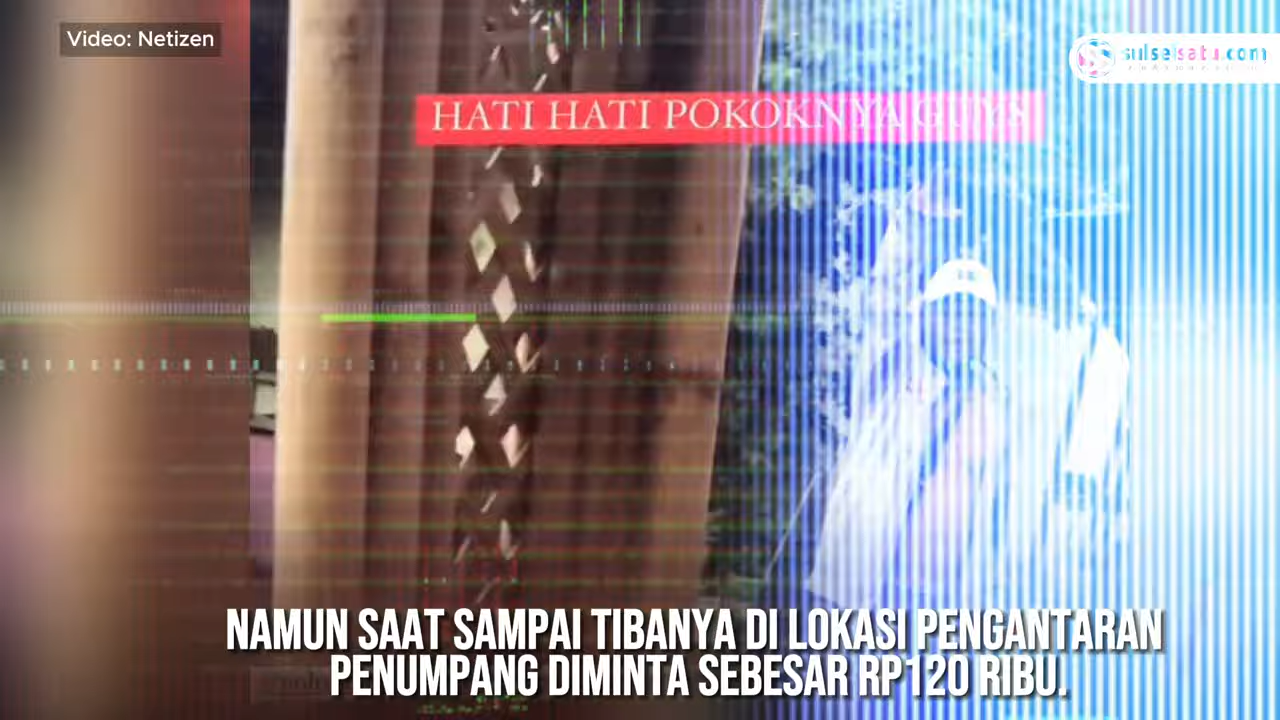 Video: Netizen
sulselsatu.com
HATI HATI POKOKNYA GUYS
NAMUN SAAT SAMPAI TIBANYA DI LOKASI PENGANTARAN
PENUMPANG DIMINTA SEBESAR RP120 RIBU.